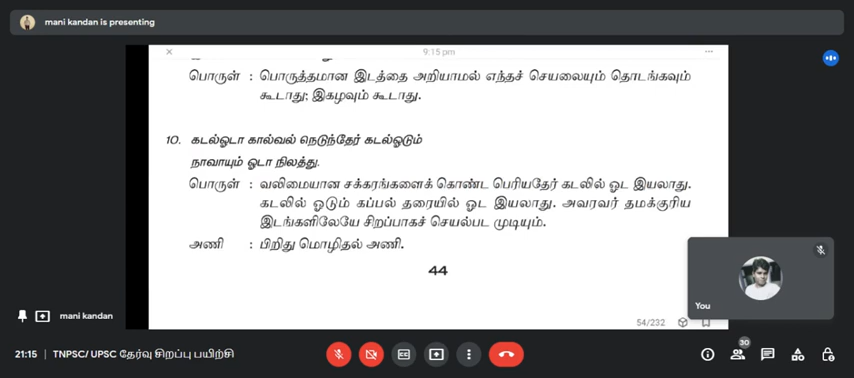 mani kandan is presenting
9:15 pm
பொருள் : பொருத்தமான இடத்தை அறியாமல் எந்தச் செயலையும் தொடங்கவும்
கூடாது; இகழவும் கூடாது.
10. கடல்ஓடா கால்வல் நெடுந்தேர் கடல்ஓடும்
நாவாயும் ஓடா நிலத்து.
பொருள் : வலிமையான சக்கரங்களைக் கொண்ட பெரியதேர் கடலில் ஓட இயலாது.
கடலில் ஓடும் கப்பல் தரையில் ஓட இயலாது. அவரவர் தமக்குரிய
இடங்களிலேயே சிறப்பாகச் செயல்பட முடியும்.
அணி : பிறிது மொழிதல் அணி.
44
You
mani kandan
54/232
21:15 | TNPSC/ UPSC தேர்வு சிறப்பு பயிற்சி
30